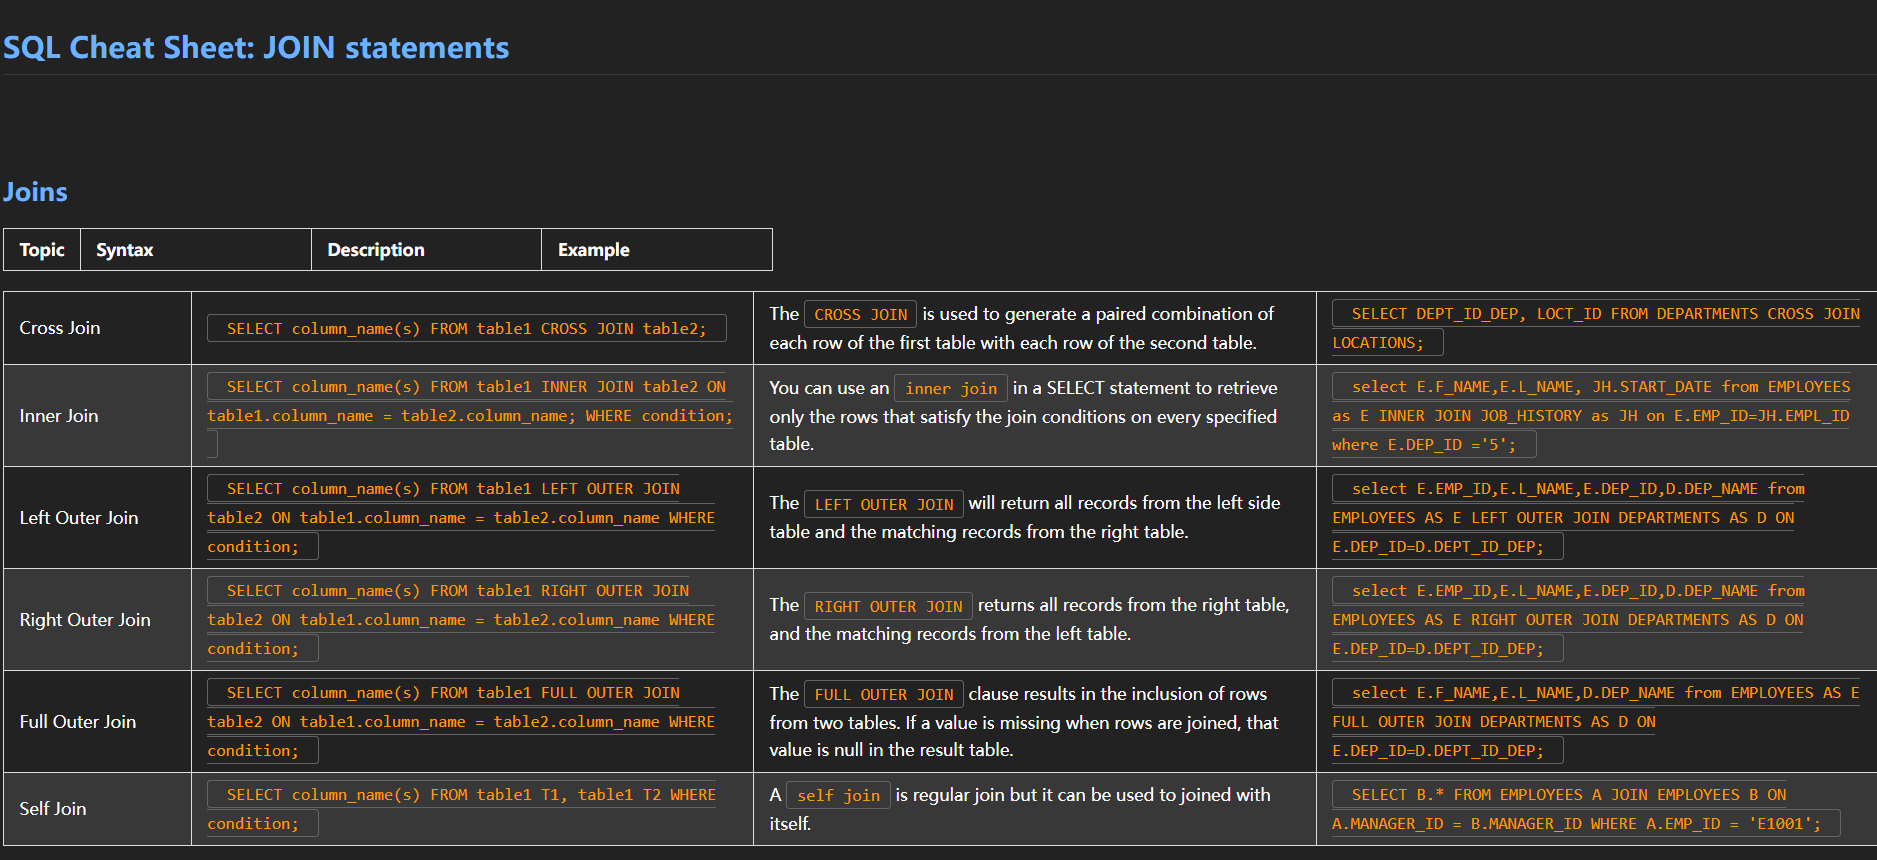 SQL Cheat Sheet: JOIN statements
Joins
Topic Syntax Description Example
Cross Join
SELECT column_name(s) FROM table1 CROSS JOIN table2;
The CROSS JOIN is used to generate a paired combination of
each row of the first table with each row of the second table.
SELECT DEPT_ID_DEP, LOCT_ID FROM DEPARTMENTS CROSS JOIN
LOCATIONS;
Inner Join
SELECT column_name(s) FROM table1 INNER JOIN table2 ON
table1.column_name = table2.column_name; WHERE condition;
You can use an inner join in a SELECT statement to retrieve
only the rows that satisfy the join conditions on every specified
table.
select E.F_NAME,E.L_NAME, JH.START_DATE from EMPLOYEES
as E INNER JOIN JOB_HISTORY as JH on E.EMP_ID=JH.EMPL_ID
where E.DEP_ID ='5';
Left Outer Join
SELECT column_name(s) FROM table1 LEFT OUTER JOIN
table2 ON table1.column_name = table2.column_name WHERE
condition;
The LEFT OUTER JOIN will return all records from the left side
table and the matching records from the right table.
select E.EMP_ID,E.L_NAME,E.DEP_ID,D.DEP_NAME from
EMPLOYEES AS E LEFT OUTER JOIN DEPARTMENTS AS D ON
E.DEP_ID=D.DEPT_ID_DEP;
Right Outer Join
SELECT column_name(s) FROM table1 RIGHT OUTER JOIN
table2 ON table1.column_name = table2.column_name WHERE
condition;
The RIGHT OUTER JOIN returns all records from the right table,
and the matching records from the left table.
select E.EMP_ID,E.L_NAME,E.DEP_ID,D.DEP_NAME from
EMPLOYEES AS E RIGHT OUTER JOIN DEPARTMENTS AS D ON
E.DEP_ID=D.DEPT_ID_DEP;
Full Outer Join
SELECT column_name(s) FROM table1 FULL OUTER JOIN
table2 ON table1.column_name = table2.column_name WHERE
condition;
The FULL OUTER JOIN clause results in the inclusion of rows
from two tables. If a value is missing when rows are joined, that
value is null in the result table.
select E.F_NAME,E.L_NAME,D.DEP_NAME from EMPLOYEES AS E
FULL OUTER JOIN DEPARTMENTS AS D ON
E.DEP_ID=D.DEPT_ID_DEP;
Self Join
SELECT column_name(s) FROM table1 T1, table1 T2 WHERE
condition;
A self join is regular join but it can be used to joined with
itself.
SELECT B.* FROM EMPLOYEES A JOIN EMPLOYEES B ON
A.MANAGER_ID = B.MANAGER_ID WHERE A.EMP_ID = 'E1001';